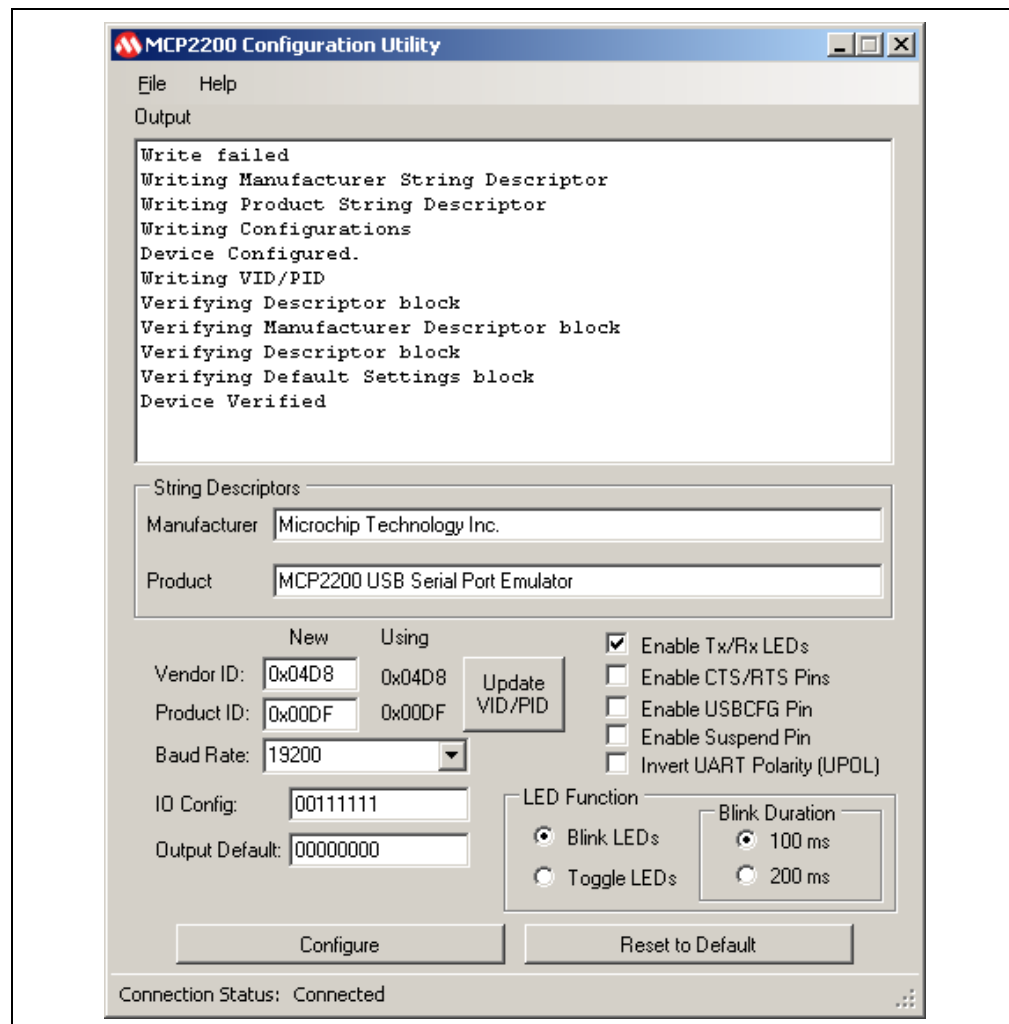 MCP2200 Configuration Utility
File Help
Output
Write failed
Writing Manufacturer String Descriptor
Writing Product String Descriptor
Writing Configurations
Device Configured.
Writing VID/PID
Verifying Descriptor block
Verifying Manufacturer Descriptor block
Verifying Descriptor block
Verifying Default Settings block
Device Verified
String Descriptors
Manufacturer Microchip Technology Inc.
Product MCP2200 USB Serial Port Emulator
New Using
Vendor ID: 0x04D8 0x04D8
Product ID: 0x00DF 0x00DF
Update
VID/PID
Baud Rate: 19200
IO Config: 00111111
Output Default: 00000000
Enable Tx/Rx LEDs
Enable CTS/RTS Pins
Enable USBCFG Pin
Enable Suspend Pin
Invert UART Polarity (UPOL)
LED Function
Blink LEDs
Toggle LEDs
Blink Duration
100 ms
200 ms
Configure Reset to Default
Connection Status: Connected